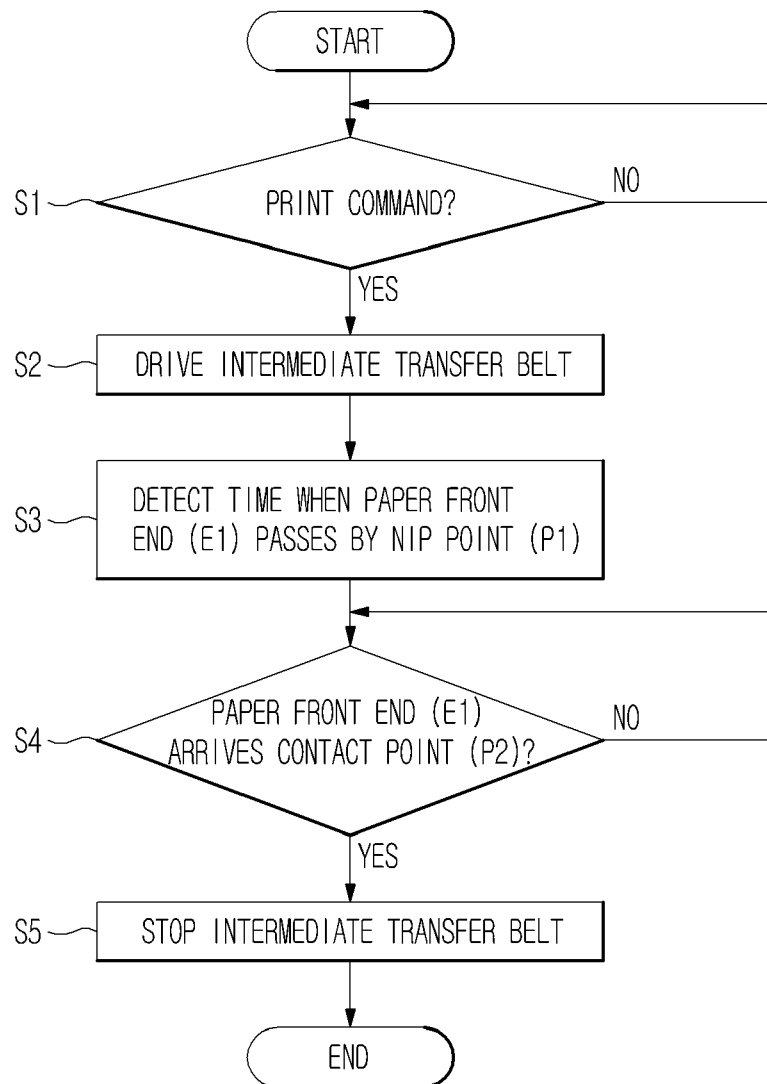 START
S1
PRINT COMMAND?
NO
YES
S2
DRIVE INTERMEDIATE TRANSFER BELT
S3
DETECT TIME WHEN PAPER FRONT
END (E1) PASSES BY NIP POINT (P1)
S4
PAPER FRONT END (E1)
ARRIVES CONTACT POINT (P2)?
NO
YES
S5
STOP INTERMEDIATE TRANSFER BELT
END